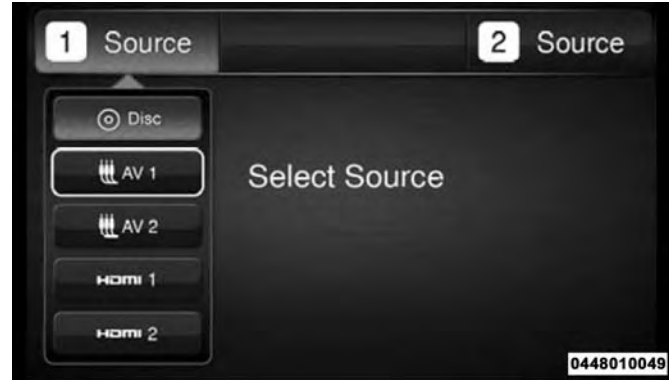 1 Source 2 Source
Disc
AV 1
Select Source
AV 2
HDMI 1
HDMI 2
0448010049